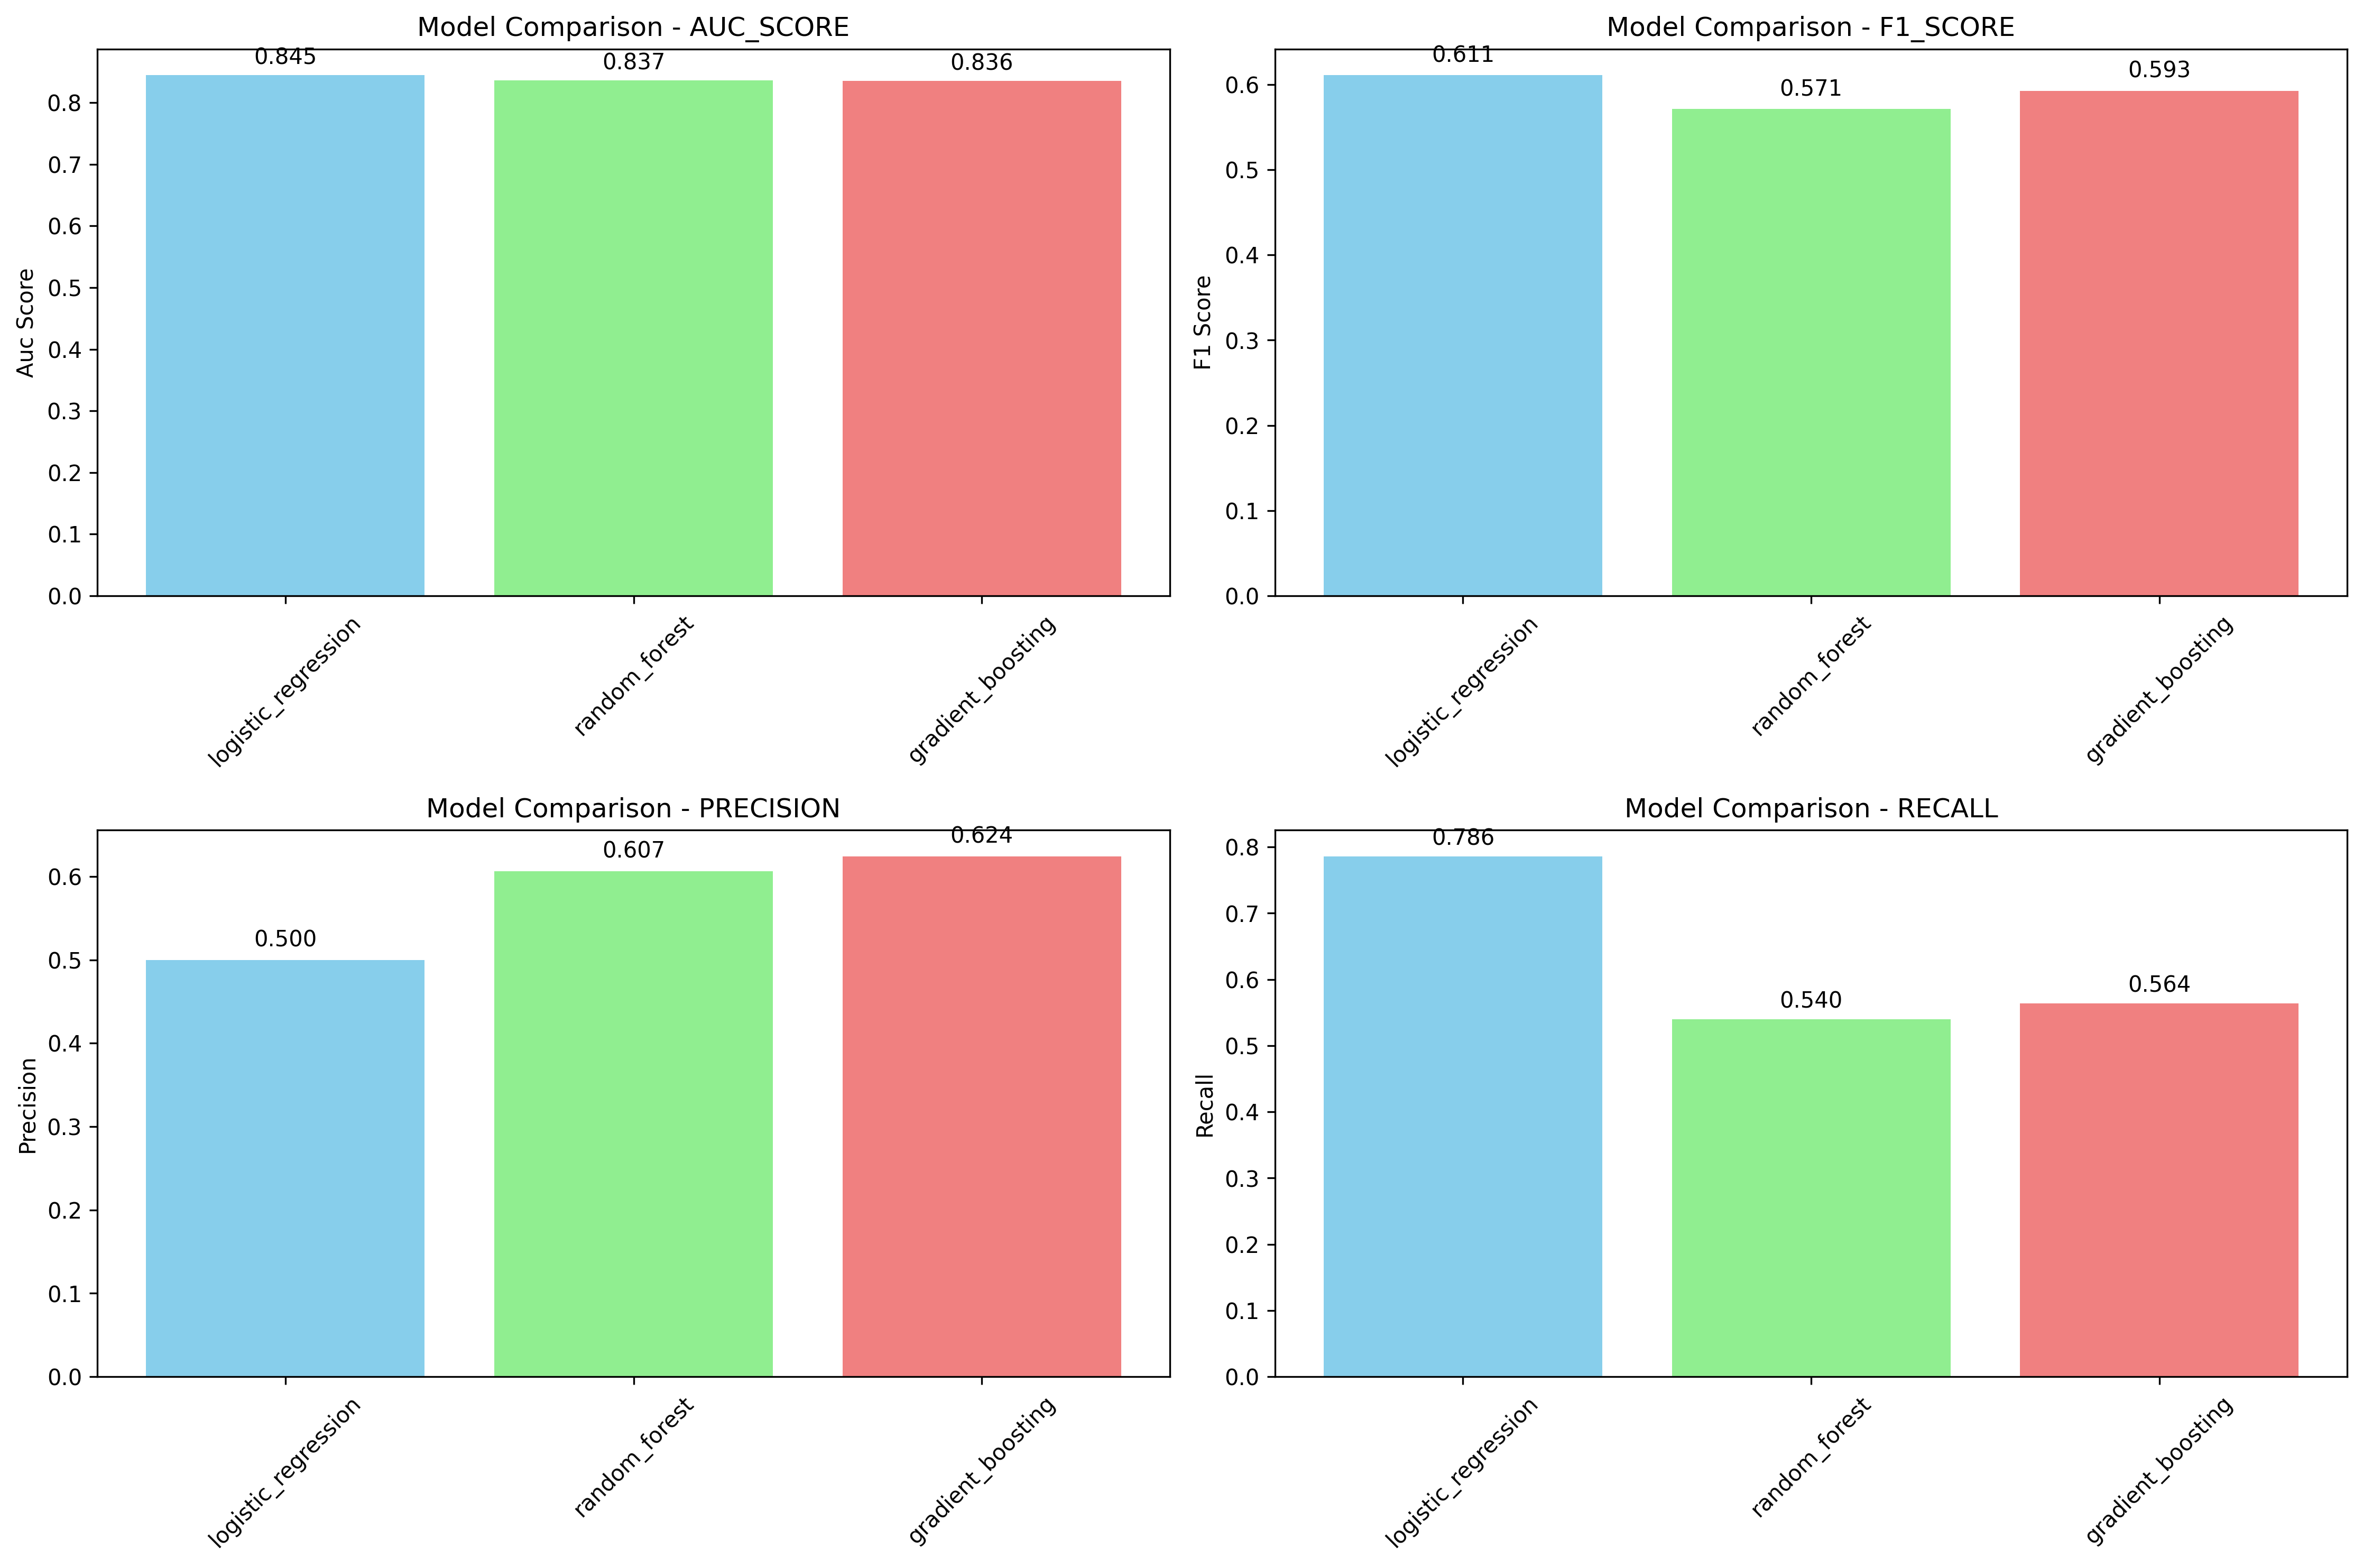 Model Comparison - AUC_SCORE
Auc Score
0.8
0.7
0.6
0.5
0.4
0.3
0.2
0.1
0.0
0.845
0.837
0.836
logistic_regression
random_forest
gradient_boosting
Model Comparison - F1_SCORE
F1 Score
0.6
0.5
0.4
0.3
0.2
0.1
0.0
0.611
0.571
0.593
logistic_regression
random_forest
gradient_boosting
Model Comparison - PRECISION
Precision
0.6
0.5
0.4
0.3
0.2
0.1
0.0
0.500
0.607
0.624
logistic_regression
random_forest
gradient_boosting
Model Comparison - RECALL
Recall
0.8
0.7
0.6
0.5
0.4
0.3
0.2
0.1
0.0
0.786
0.540
0.564
logistic_regression
random_forest
gradient_boosting